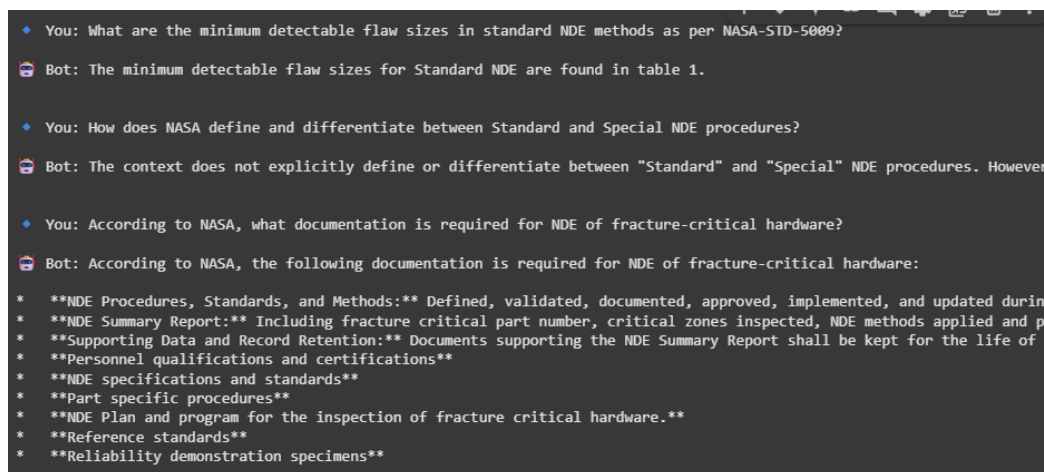 You: What are the minimum detectable flaw sizes in standard NDE methods as per NASA-STD-5009?
Bot: The minimum detectable flaw sizes for Standard NDE are found in table 1.
You: How does NASA define and differentiate between Standard and Special NDE procedures?
Bot: The context does not explicitly define or differentiate between "Standard" and "Special" NDE procedures. However
You: According to NASA, what documentation is required for NDE of fracture-critical hardware?
Bot: According to NASA, the following documentation is required for NDE of fracture-critical hardware:
*   **NDE Procedures, Standards, and Methods:** Defined, validated, documented, approved, implemented, and updated durin
*   **NDE Summary Report:** Including fracture critical part number, critical zones inspected, NDE methods applied and p
*   **Supporting Data and Record Retention:** Documents supporting the NDE Summary Report shall be kept for the life of
*   **Personnel qualifications and certifications**
*   **NDE specifications and standards**
*   **Part specific procedures**
*   **NDE Plan and program for the inspection of fracture critical hardware.**
*   **Reference standards**
*   **Reliability demonstration specimens**